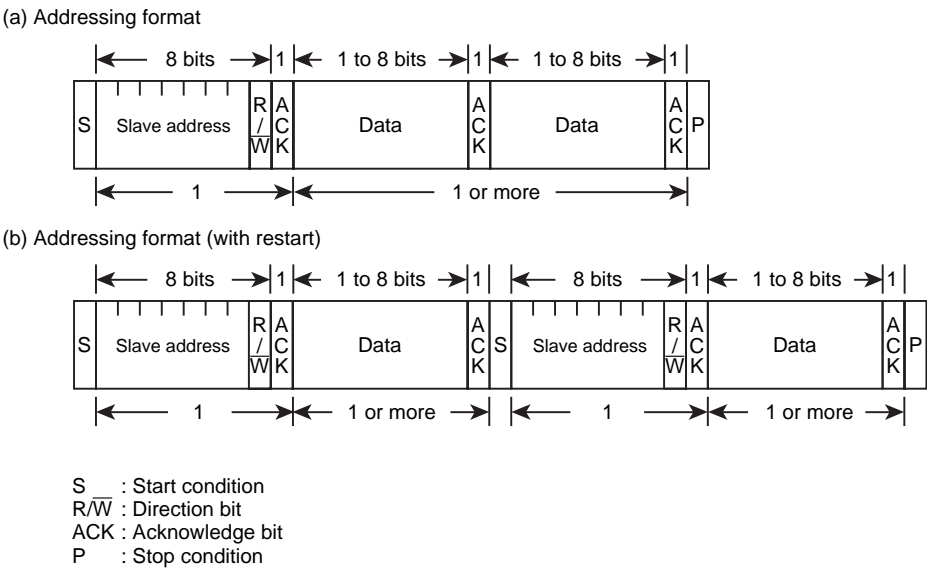 (a) Addressing format
8 bits 1 1 to 8 bits 1 1 to 8 bits 1
S Slave address R/W̅ ACK Data ACK Data ACK P
1 1 or more
(b) Addressing format (with restart)
8 bits 1 1 to 8 bits 1 8 bits 1 1 to 8 bits 1
S Slave address R/W̅ ACK Data ACK S Slave address R/W̅ ACK Data ACK P
1 1 or more 1 1 or more
S : Start condition
R/W̅ : Direction bit
ACK : Acknowledge bit
P : Stop condition